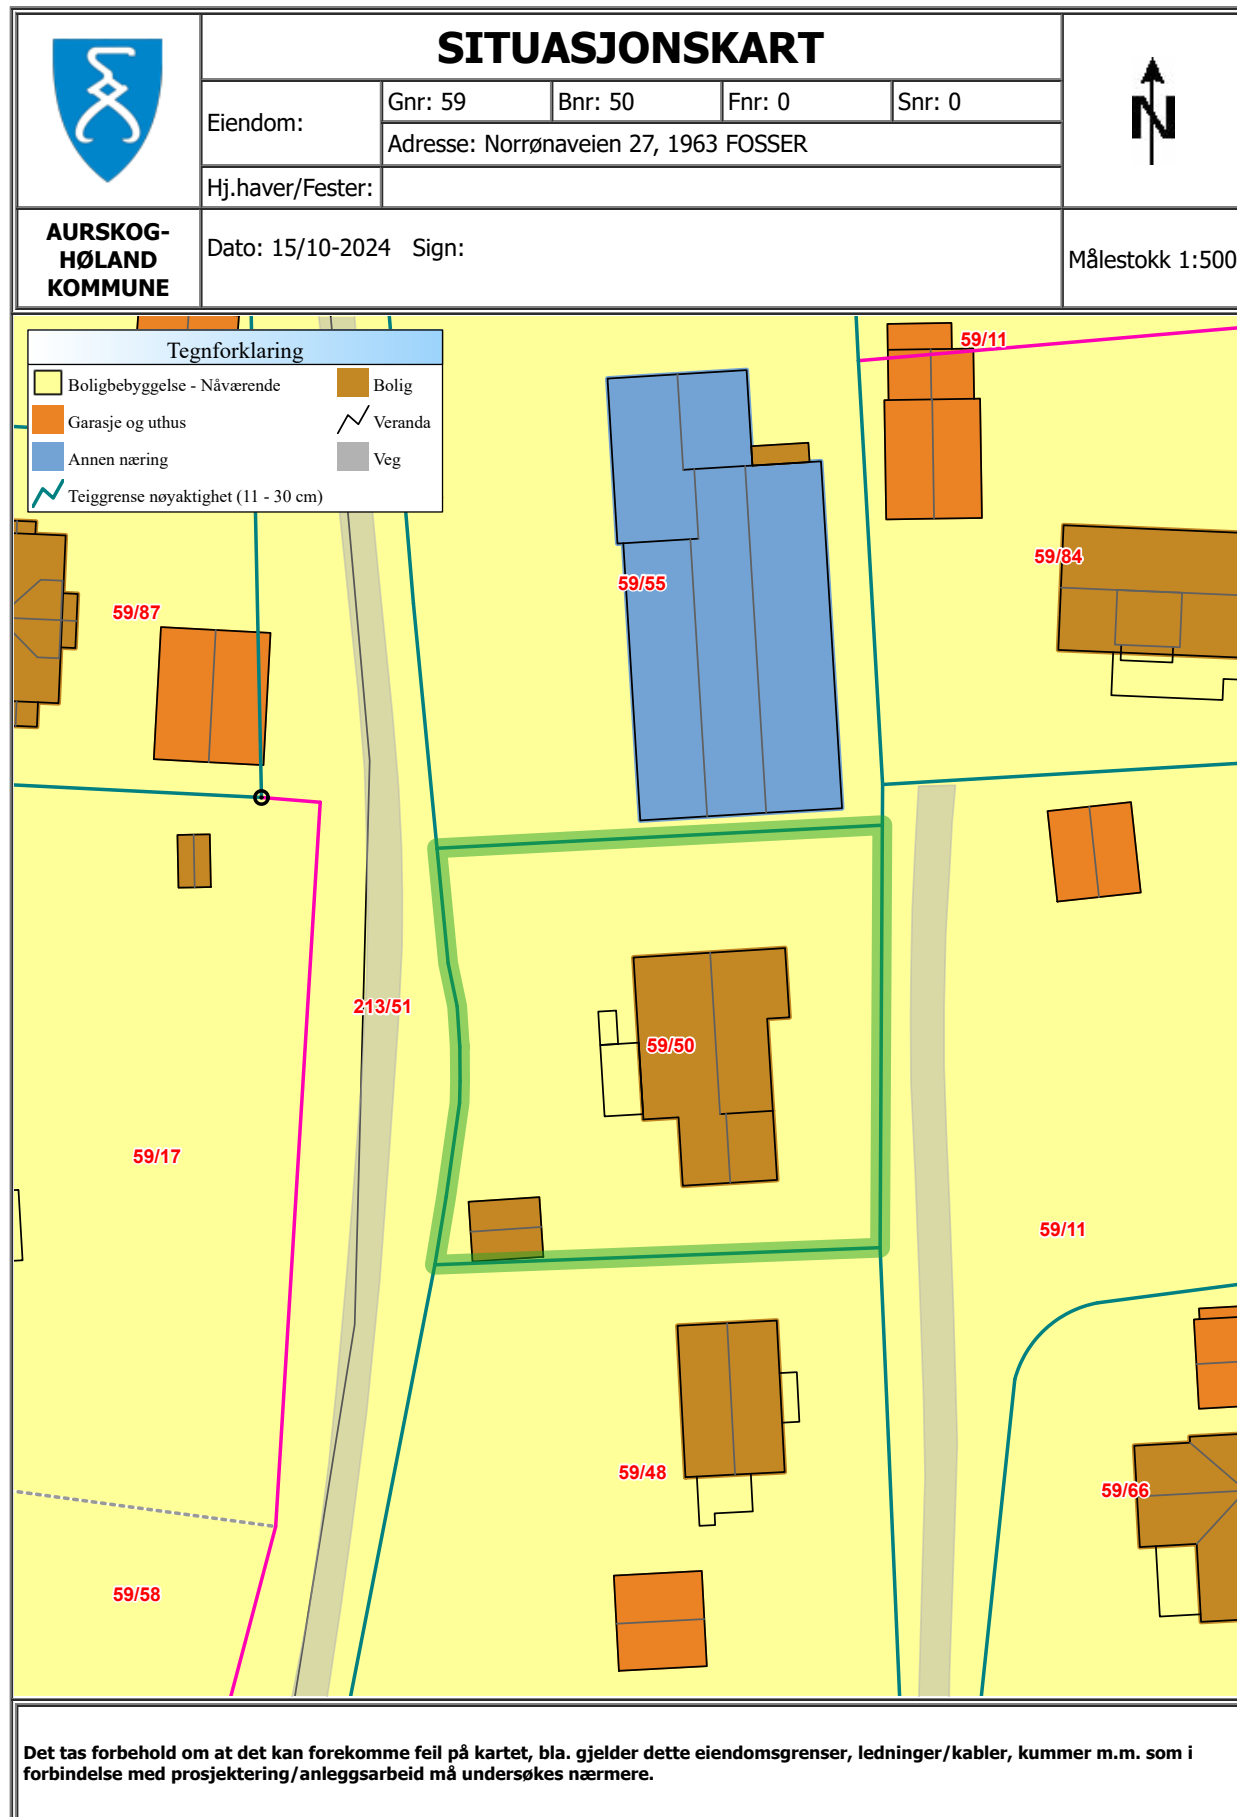 SITUASJONSKART
Eiendom:
Gnr: 59
Bnr: 50
Fnr: 0
Snr: 0
Adresse: Norrønaveien 27, 1963 FOSSER
Hj.haver/Fester:
N
AURSKOG-
HØLAND
KOMMUNE
Dato: 15/10-2024 Sign:
Målestokk 1:500
Tegnforklaring
Boligbebyggelse - Nåværende
Bolig
Garasje og uthus
Veranda
Annen næring
Veg
Teiggrense nøyaktighet (11 - 30 cm)
59/11
59/84
59/55
59/87
213/51
59/50
59/17
59/11
59/48
59/66
59/58
Det tas forbehold om at det kan forekomme feil på kartet, bla. gjelder dette eiendomsgrenser, ledninger/kabler, kummer m.m. som i
forbindelse med prosjektering/anleggsarbeid må undersøkes nærmere.